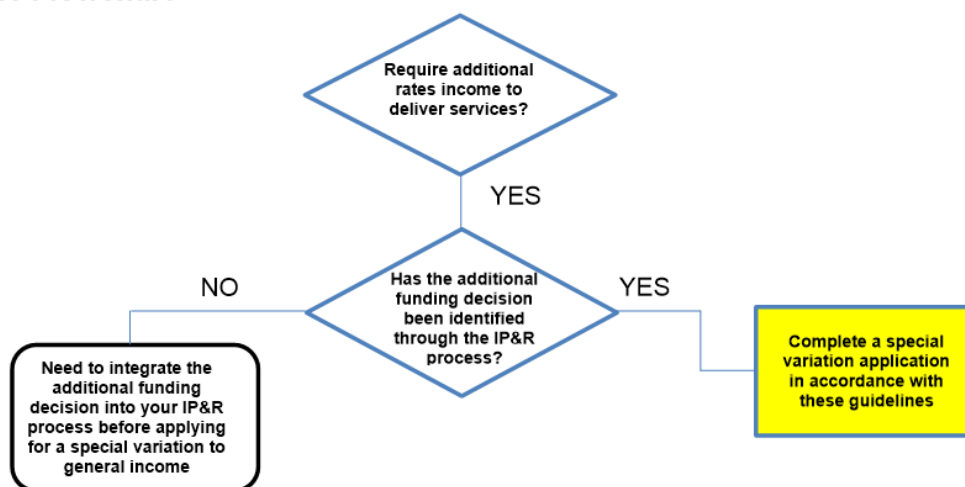 Require additional
rates income to
deliver services?
YES
Has the additional
funding decision
been identified
through the IP&R
process?
NO
YES
Need to integrate the
additional funding
decision into your IP&R
process before applying
for a special variation to
general income
Complete a special
variation application
in accordance with
these guidelines